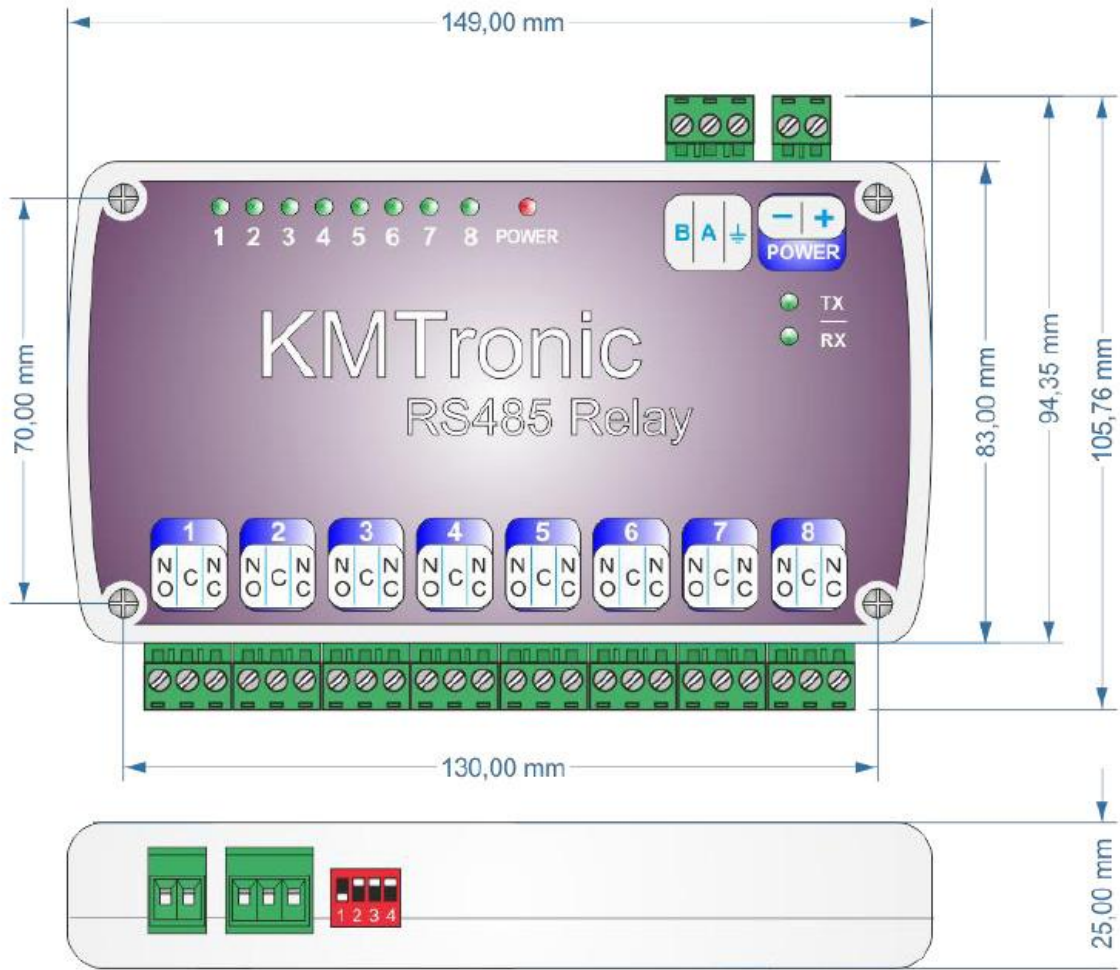 149,00 mm
1 2 3 4 5 6 7 8 POWER
B A - +
POWER
TX
RX
KMTronic
RS485 Relay
70,00 mm
83,00 mm
94,35 mm
105,76 mm
1 2 3 4 5 6 7 8
NO C NC NO C NC NO C NC NO C NC NO C NC NO C NC NO C NC NO C NC
130,00 mm
1 2 3 4
25,00 mm